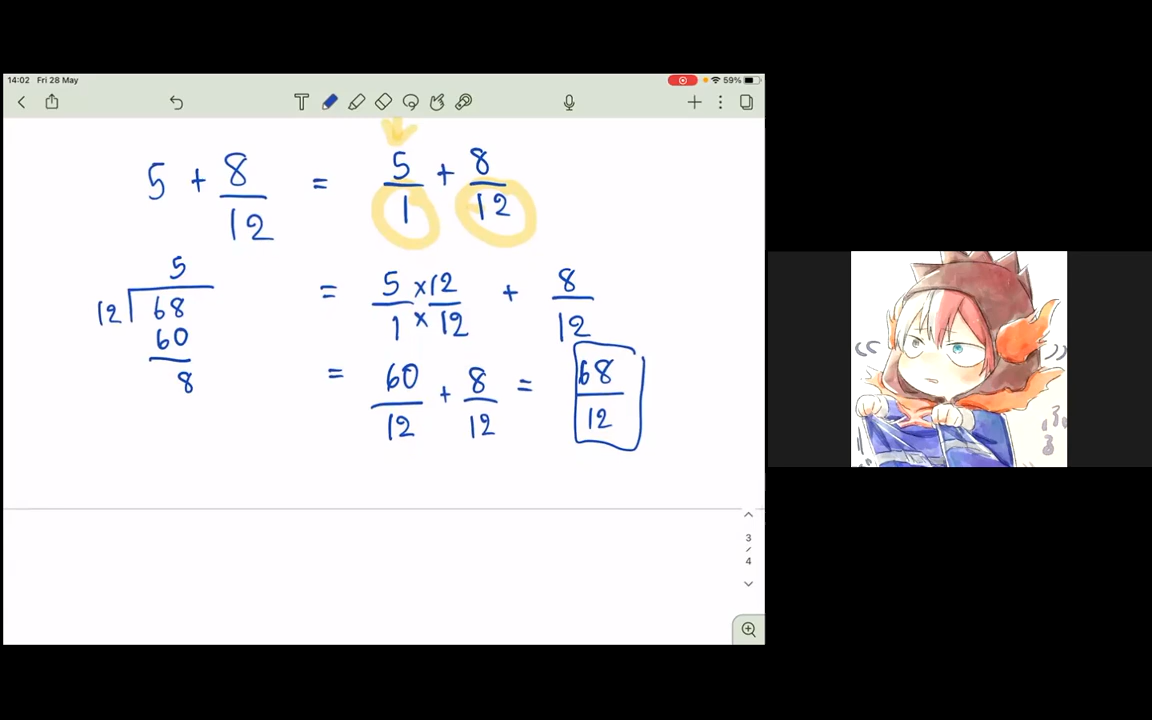 14:02 Fri 28 May 59%
5 + 8/12 = 5/1 + 8/12
5
12 68 = 5/1 × 12/12 + 8/12
×
60
8 = 60/12 + 8/12 = 68/12
3
/
4